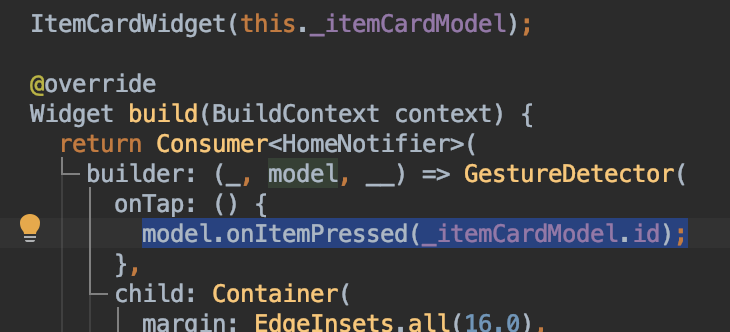 ItemCardWidget(this._itemCardModel);
@override
Widget build(BuildContext context) {
return Consumer<HomeNotifier>(
builder: (_, model, __) => GestureDetector(
onTap: () {
model.onItemPressed(_itemCardModel.id);
},
child: Container(
margin: EdgeInsets.all(16.0),